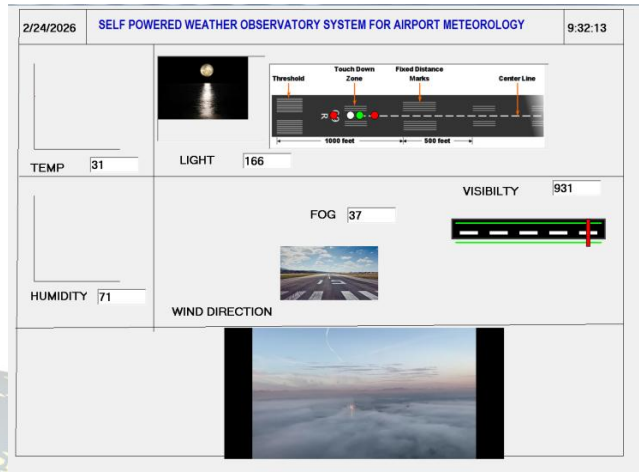 2/24/2026
SELF POWERED WEATHER OBSERVATORY SYSTEM FOR AIRPORT METEOROLOGY
9:32:13
Touch Down Zone
Fixed Distance Marks
Threshold
Center Line
1000 feet
500 feet
TEMP 31
LIGHT 166
VISIBILTY 931
FOG 37
HUMIDITY 71
WIND DIRECTION